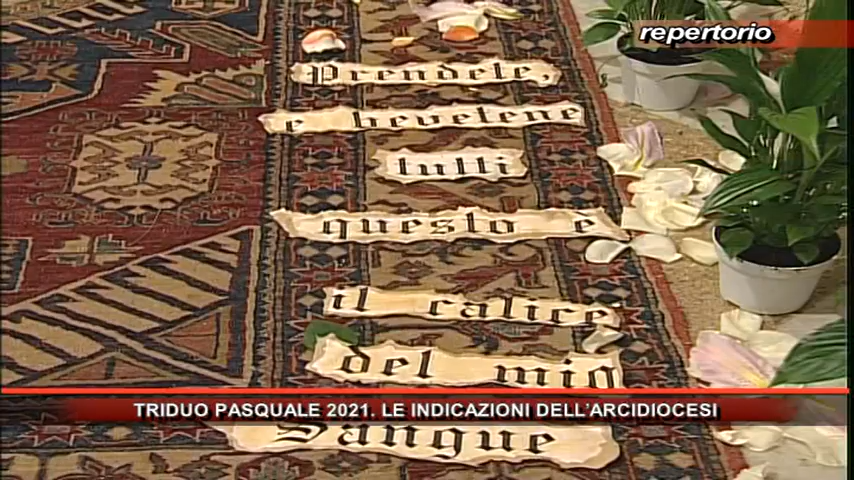 repertorio
Prendete,
e bevetene
tutti
questo è
il calice
del mio
Sangue
TRIDUO PASQUALE 2021. LE INDICAZIONI DELL'ARCIDIOCESI